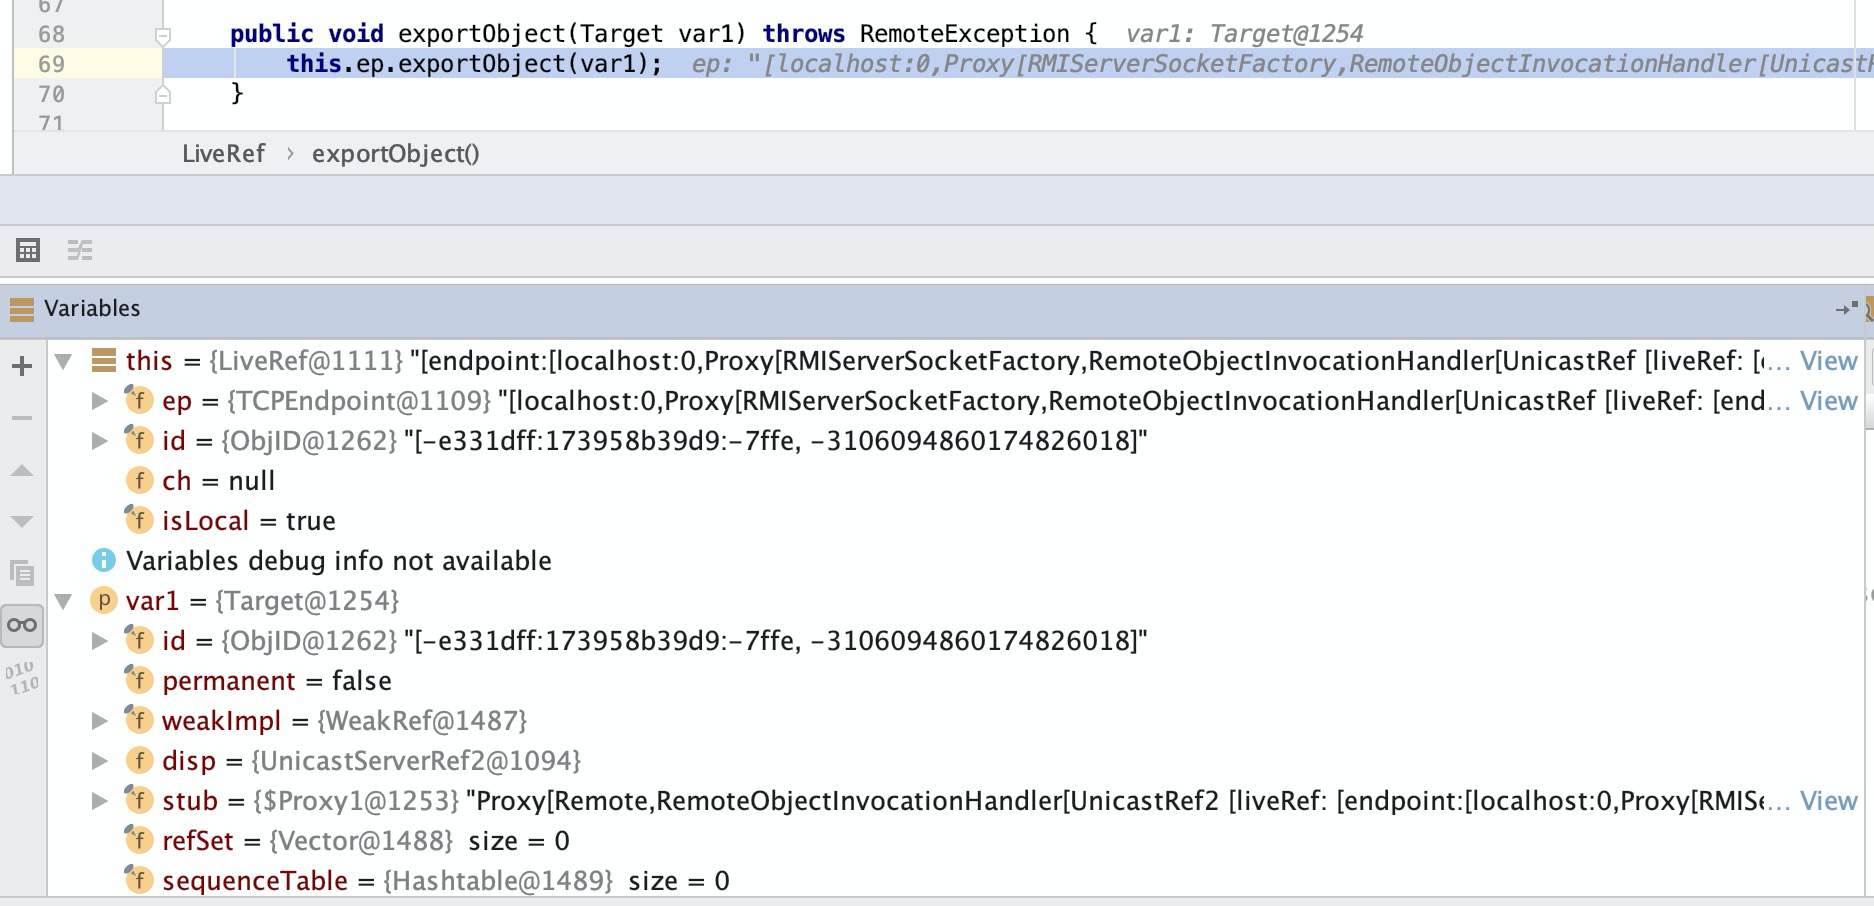 67
68 public void exportObject(Target var1) throws RemoteException { var1: Target@1254
69 this.ep.exportObject(var1); ep: "[localhost:0,Proxy[RMIServerSocketFactory,RemoteObjectInvocationHandler[UnicastR
70 }
71
LiveRef › exportObject()
Variables
this = {LiveRef@1111} "[endpoint:[localhost:0,Proxy[RMIServerSocketFactory,RemoteObjectInvocationHandler[UnicastRef [liveRef: [e... View
ep = {TCPEndpoint@1109} "[localhost:0,Proxy[RMIServerSocketFactory,RemoteObjectInvocationHandler[UnicastRef [liveRef: [end... View
id = {ObjID@1262} "[-e331dff:173958b39d9:-7ffe, -3106094860174826018]"
ch = null
isLocal = true
Variables debug info not available
var1 = {Target@1254}
id = {ObjID@1262} "[-e331dff:173958b39d9:-7ffe, -3106094860174826018]"
permanent = false
weakImpl = {WeakRef@1487}
disp = {UnicastServerRef2@1094}
stub = {$Proxy1@1253} "Proxy[Remote,RemoteObjectInvocationHandler[UnicastRef2 [liveRef: [endpoint:[localhost:0,Proxy[RMISe... View
refSet = {Vector@1488} size = 0
sequenceTable = {Hashtable@1489} size = 0